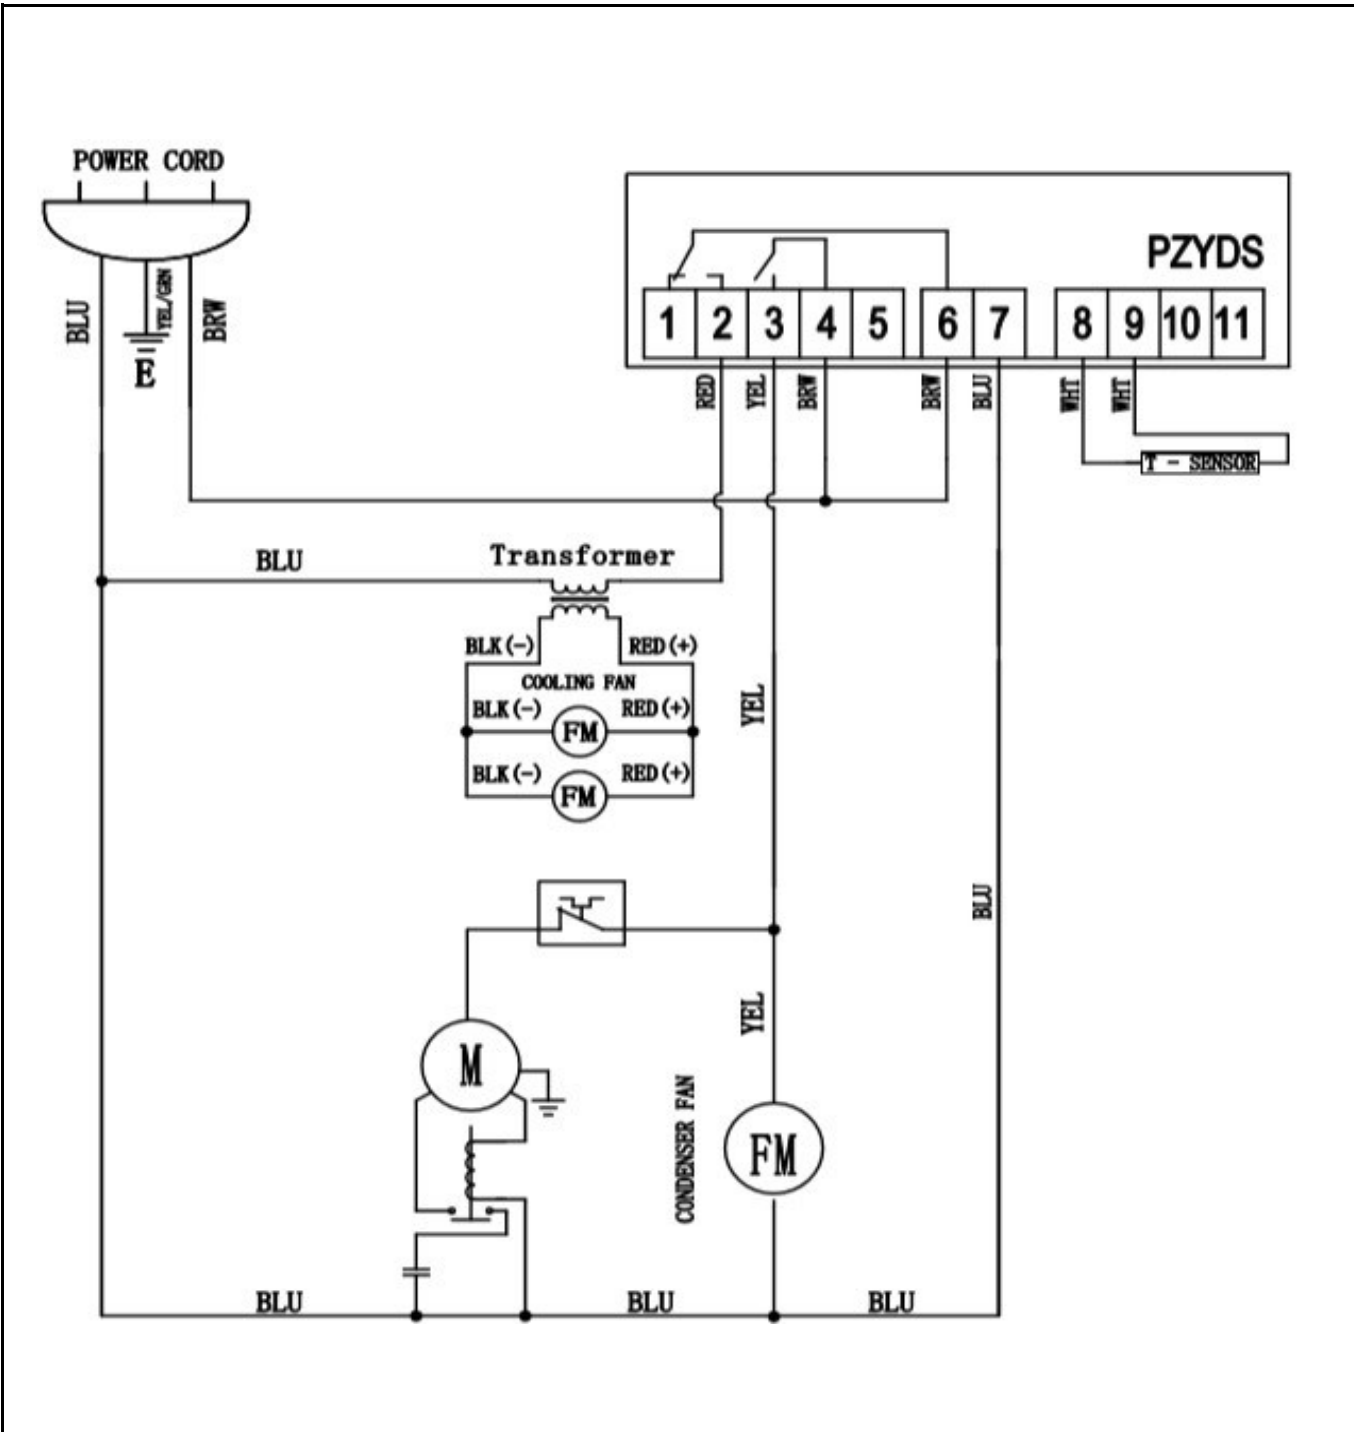 POWER CORD
BLU
YEL/GRN
BRW
E
PZYDS
1 2 3 4 5 6 7 8 9 10 11
RED
YEL
BRW
BRW
BLU
WHT
WHT
T - SENSOR
BLU
Transformer
BLK(-) RED(+)
COOLING FAN
BLK(-) RED(+)
FM
BLK(-) RED(+)
FM
YEL
BLU
YEL
M
CONDENSER FAN
FM
BLU BLU BLU